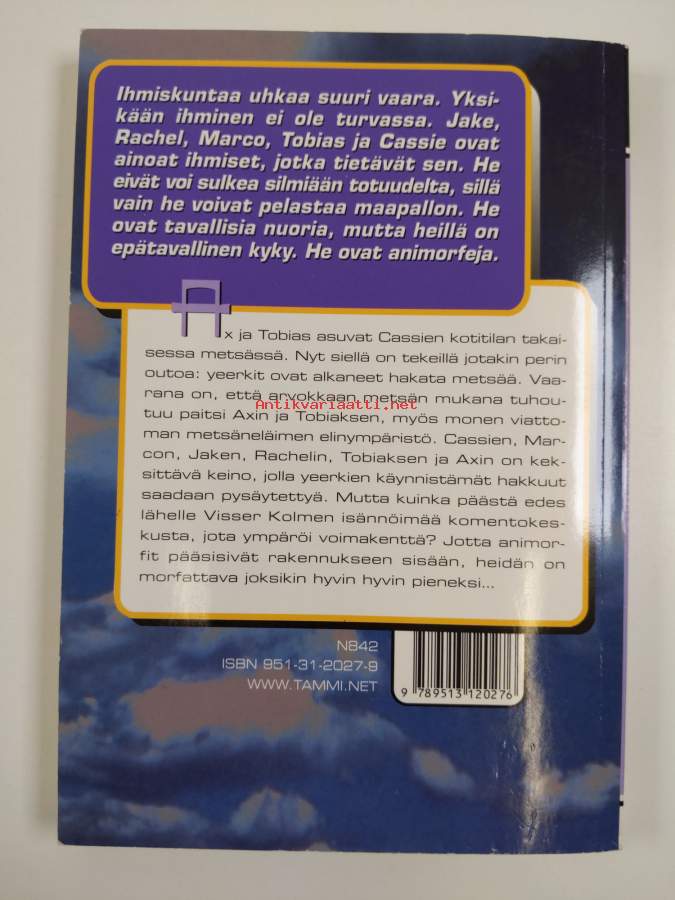 Ihmiskuntaa uhkaa suuri vaara. Yksi-
kään ihminen ei ole turvassa. Jake,
Rachel, Marco, Tobias ja Cassie ovat
ainoat ihmiset, jotka tietävät sen. He
eivät voi sulkea silmiään totuudelta, sillä
vain he voivat pelastaa maapallon. He
ovat tavallisia nuoria, mutta heillä on
epätavallinen kyky. He ovat animorfeja.
Ax ja Tobias asuvat Cassien kotitilan takai-
sessa metsässä. Nyt siellä on tekeillä jotakin perin
outoa: yeerkit ovat alkaneet hakata metsää. Vaa-
rana on, että arvokkaan metsän mukana tuhou-
Antikvariaatti.net
tuu paitsi Axin ja Tobiaksen, myös monen viatto-
man metsäneläimen elinympäristö. Cassien, Mar-
con, Jaken, Rachelin, Tobiaksen ja Axin on kek-
sittävä keino, jolla yeerkien käynnistämät hakkuut
saadaan pysäytettyä. Mutta kuinka päästä edes
lähelle Visser Kolmen isännöimää komentokes-
kusta, jota ympäröi voimakenttä? Jotta animor-
fit pääsisivät rakennukseen sisään, heidän on
morfattava joksikin hyvin hyvin pieneksi...
N842
ISBN 951-31-2027-9
WWW.TAMMI.NET
9 789513 120276